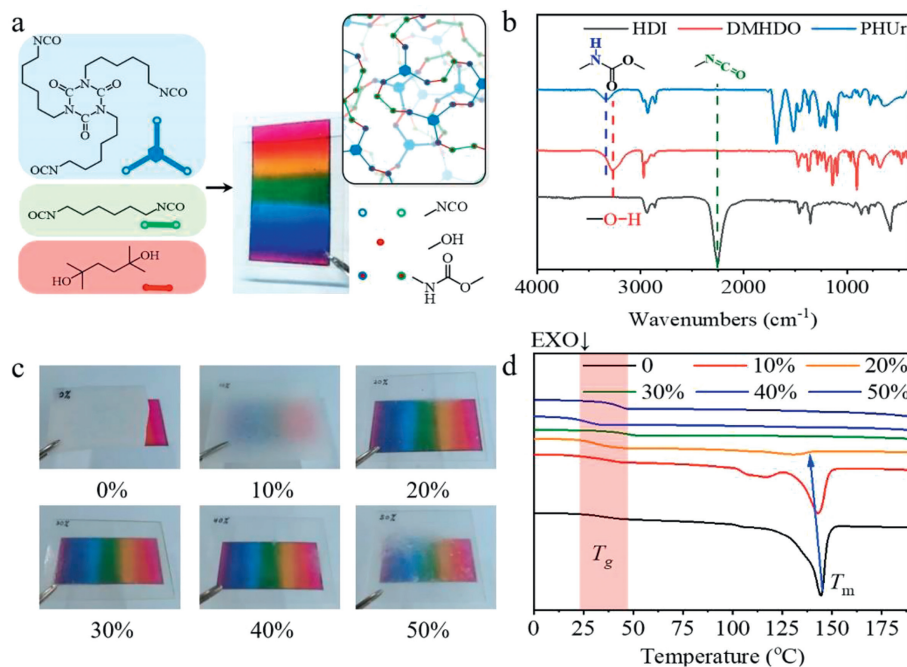 a
NCO
O
O
N
N
N
O
NCO
OCN
OCN
NCO
OH
HO
NCO
OH
O
N
H
O
b
HDI
DMHDO
PHUr
H
N
O
O
N=C=O
O-H
4000
3000
2000
1000
Wavenumbers (cm⁻¹)
c
0%
10%
20%
20%
30%
40%
50%
d
EXO↓
0
10%
20%
30%
40%
50%
Tg
Tm
0
25
50
75
100
125
150
175
Temperature (°C)